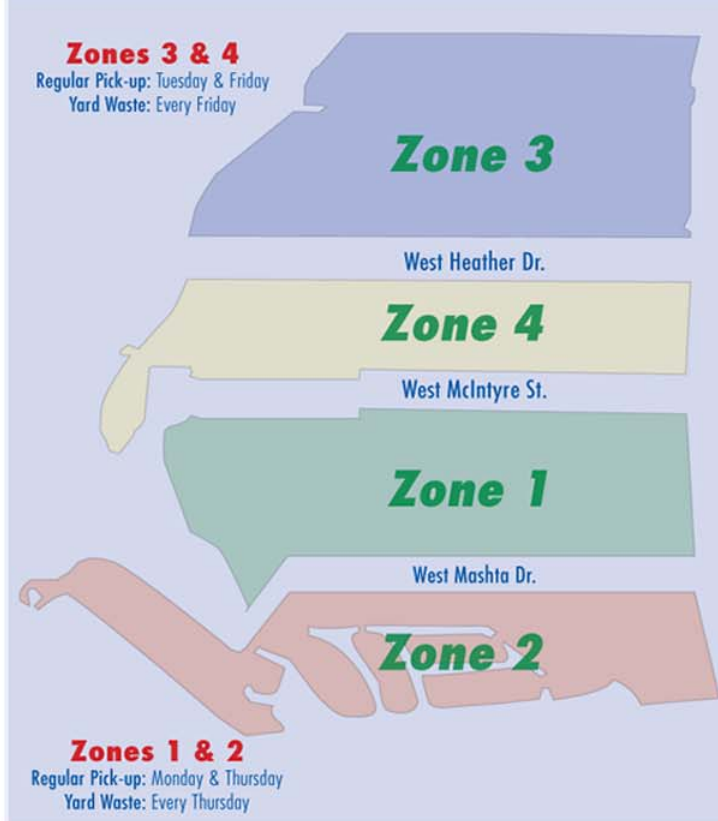 Zones 3 & 4
Regular Pick-up: Tuesday & Friday
Yard Waste: Every Friday
Zone 3
West Heather Dr.
Zone 4
West McIntyre St.
Zone 1
West Mashta Dr.
Zone 2
Zones 1 & 2
Regular Pick-up: Monday & Thursday
Yard Waste: Every Thursday